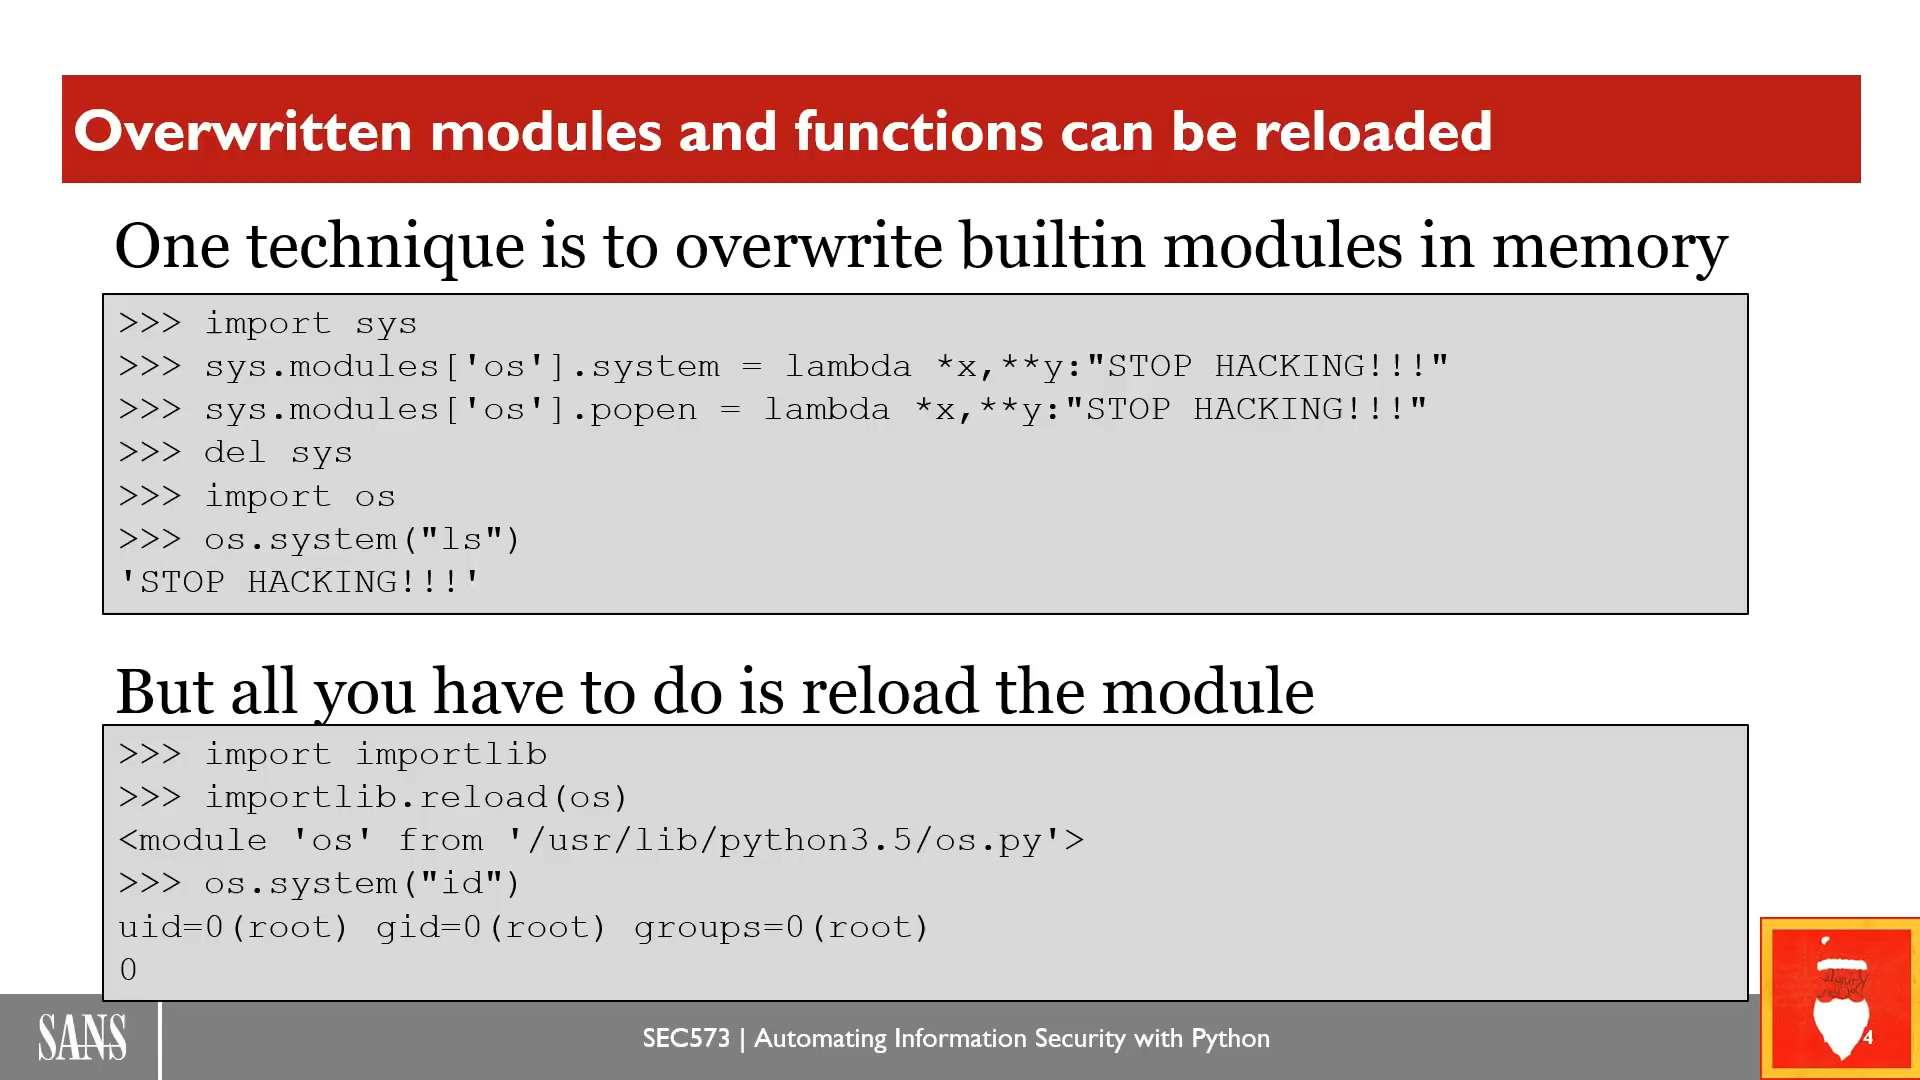 Overwritten modules and functions can be reloaded
One technique is to overwrite builtin modules in memory
>>> import sys
>>> sys.modules['os'].system = lambda *x,**y:"STOP HACKING!!!"
>>> sys.modules['os'].popen = lambda *x,**y:"STOP HACKING!!!"
>>> del sys
>>> import os
>>> os.system("ls")
'STOP HACKING!!!'
But all you have to do is reload the module
>>> import importlib
>>> importlib.reload(os)
<module 'os' from '/usr/lib/python3.5/os.py'>
>>> os.system("id")
uid=0(root) gid=0(root) groups=0(root)
0
SANS
SEC573 | Automating Information Security with Python
4